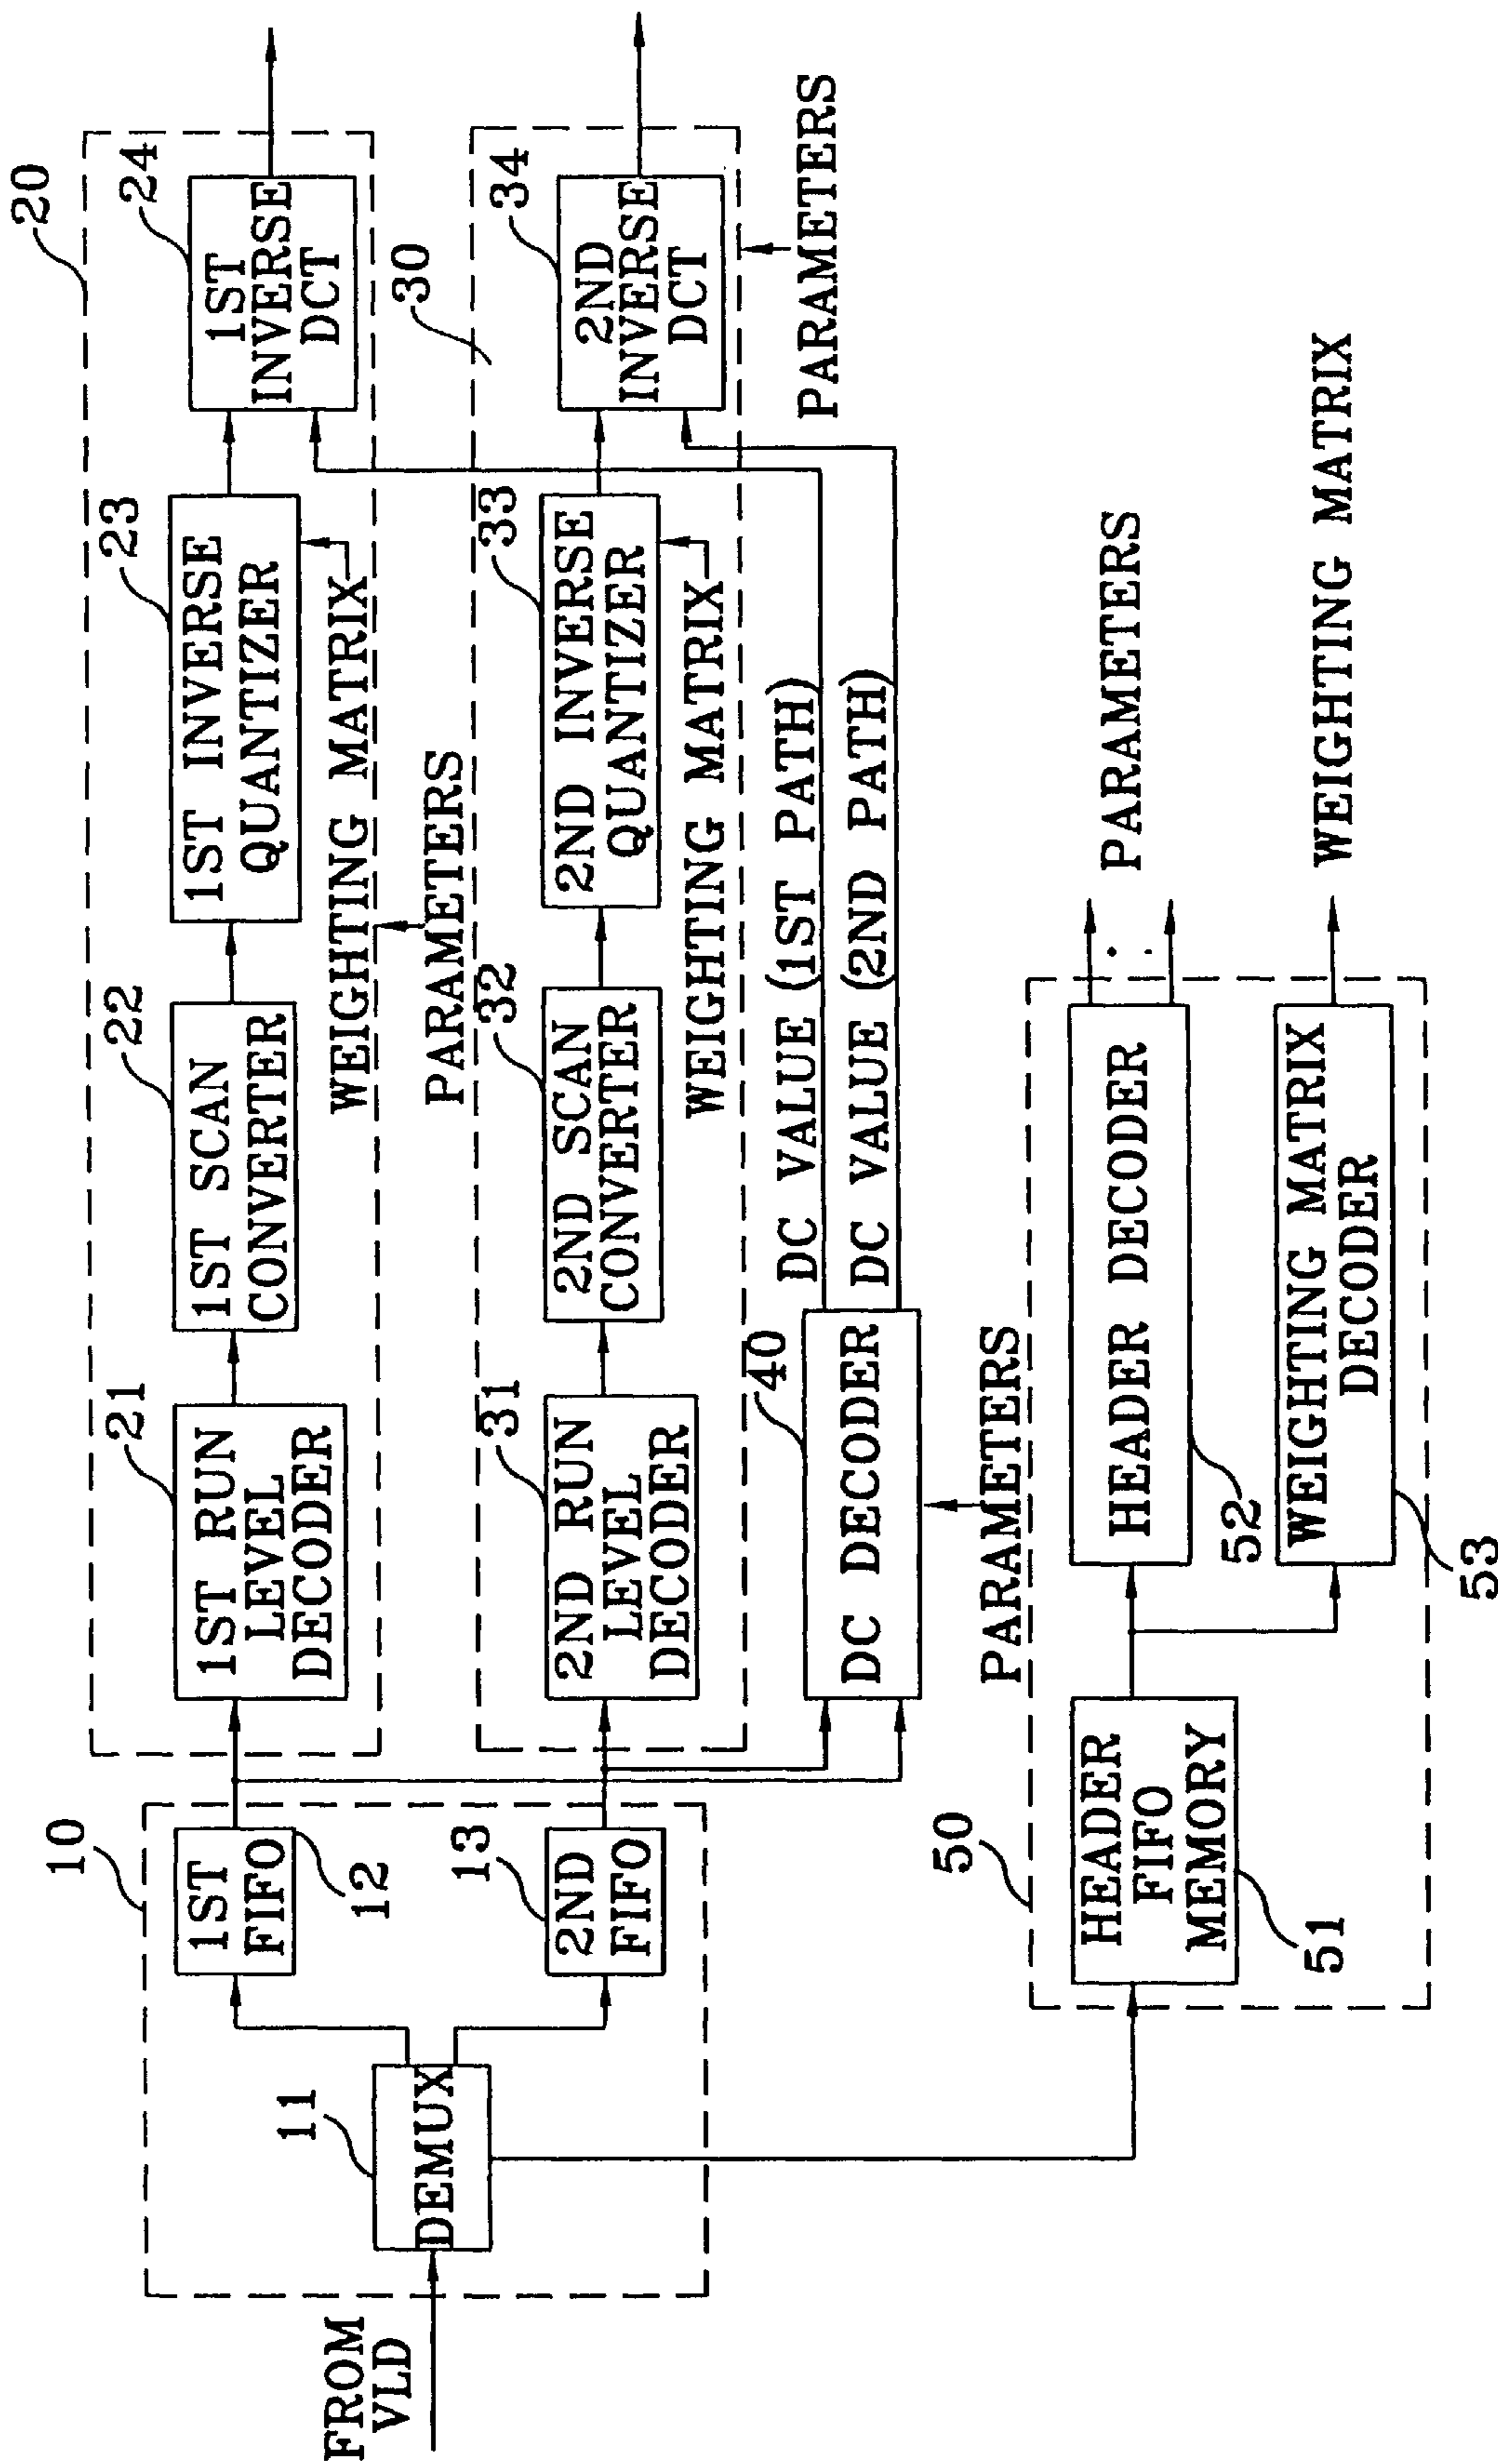 FROM
VLD
10
11
DEMUX
1ST
FIFO
12
13
2ND
FIFO
20
21
1ST RUN
LEVEL
DECODER
22
1ST SCAN
CONVERTER
23
1ST INVERSE
QUANTIZER
WEIGHTING MATRIX
24
1ST
INVERSE
DCT
PARAMETERS
30
31
2ND RUN
LEVEL
DECODER
32
2ND SCAN
CONVERTER
33
2ND INVERSE
QUANTIZER
WEIGHTING MATRIX
34
2ND
INVERSE
DCT
PARAMETERS
40
DC DECODER
DC VALUE (1ST PATH)
DC VALUE (2ND PATH)
PARAMETERS
50
HEADER
FIFO
MEMORY
51
HEADER DECODER
52
PARAMETERS
WEIGHTING MATRIX
DECODER
53
WEIGHTING MATRIX